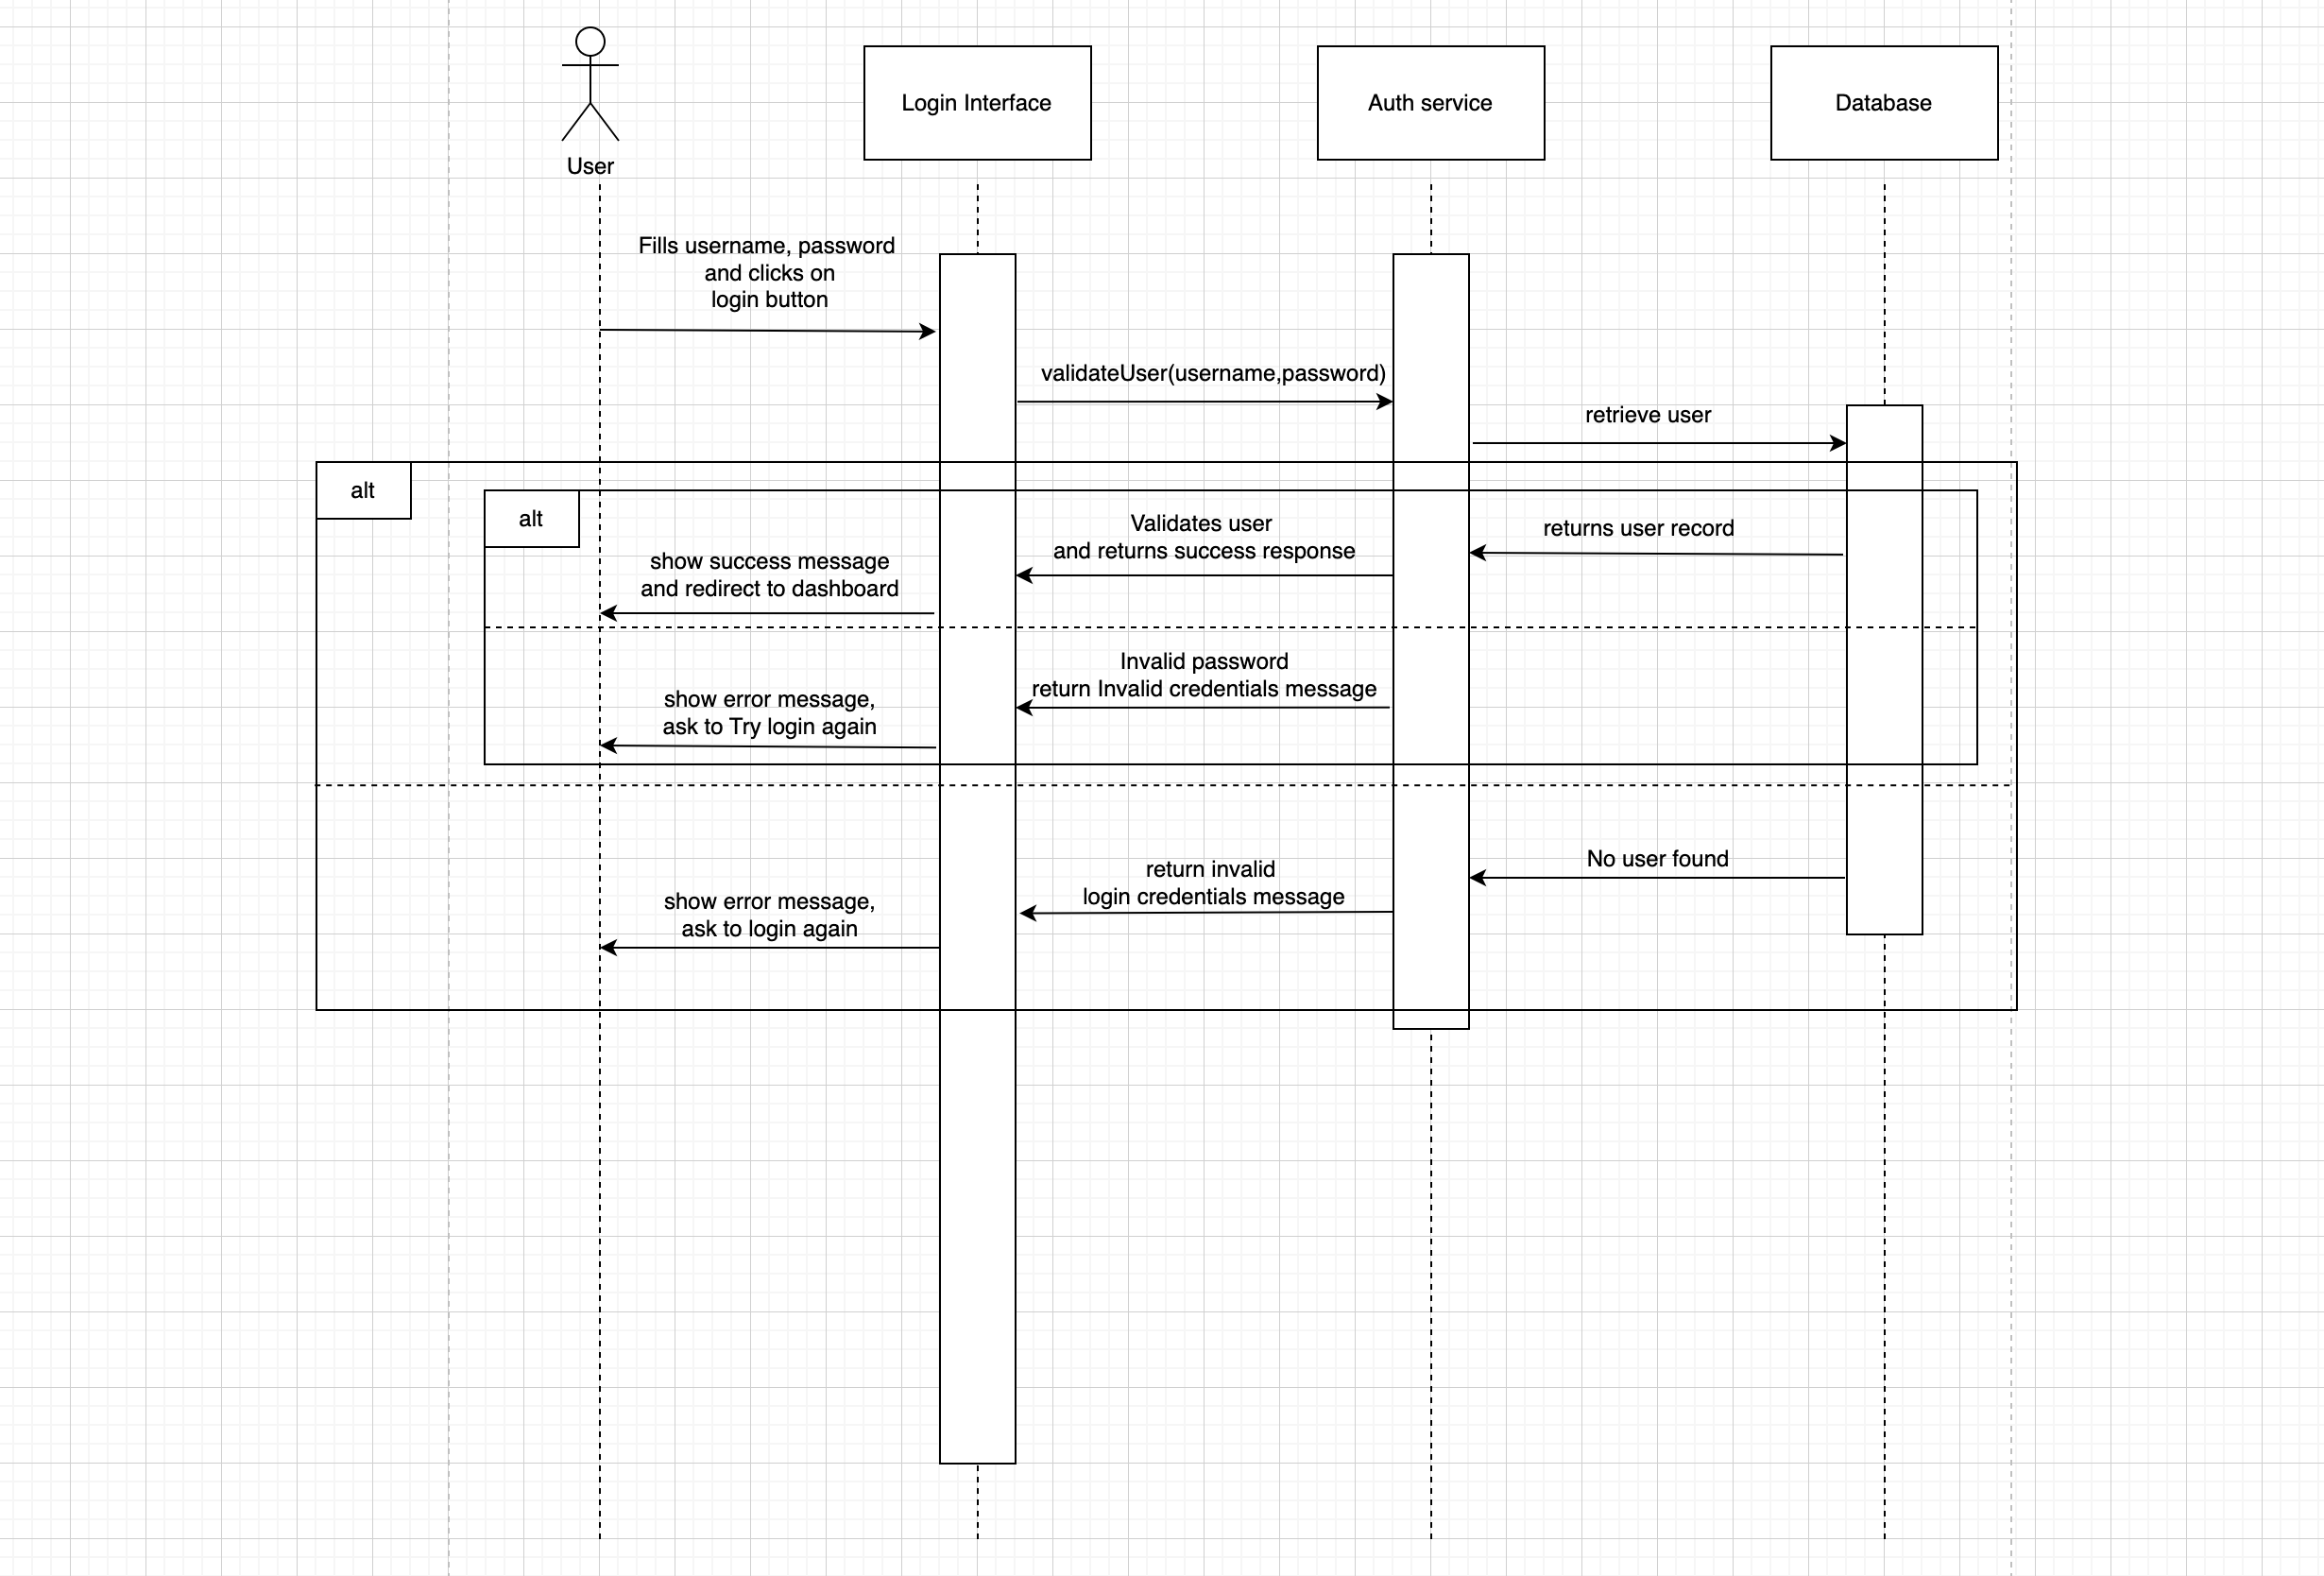 User
Login Interface
Auth service
Database
Fills username, password
and clicks on
login button
validateUser(username,password)
retrieve user
alt
alt
Validates user
and returns success response
returns user record
show success message
and redirect to dashboard
Invalid password
return Invalid credentials message
show error message,
ask to Try login again
No user found
return invalid
login credentials message
show error message,
ask to login again